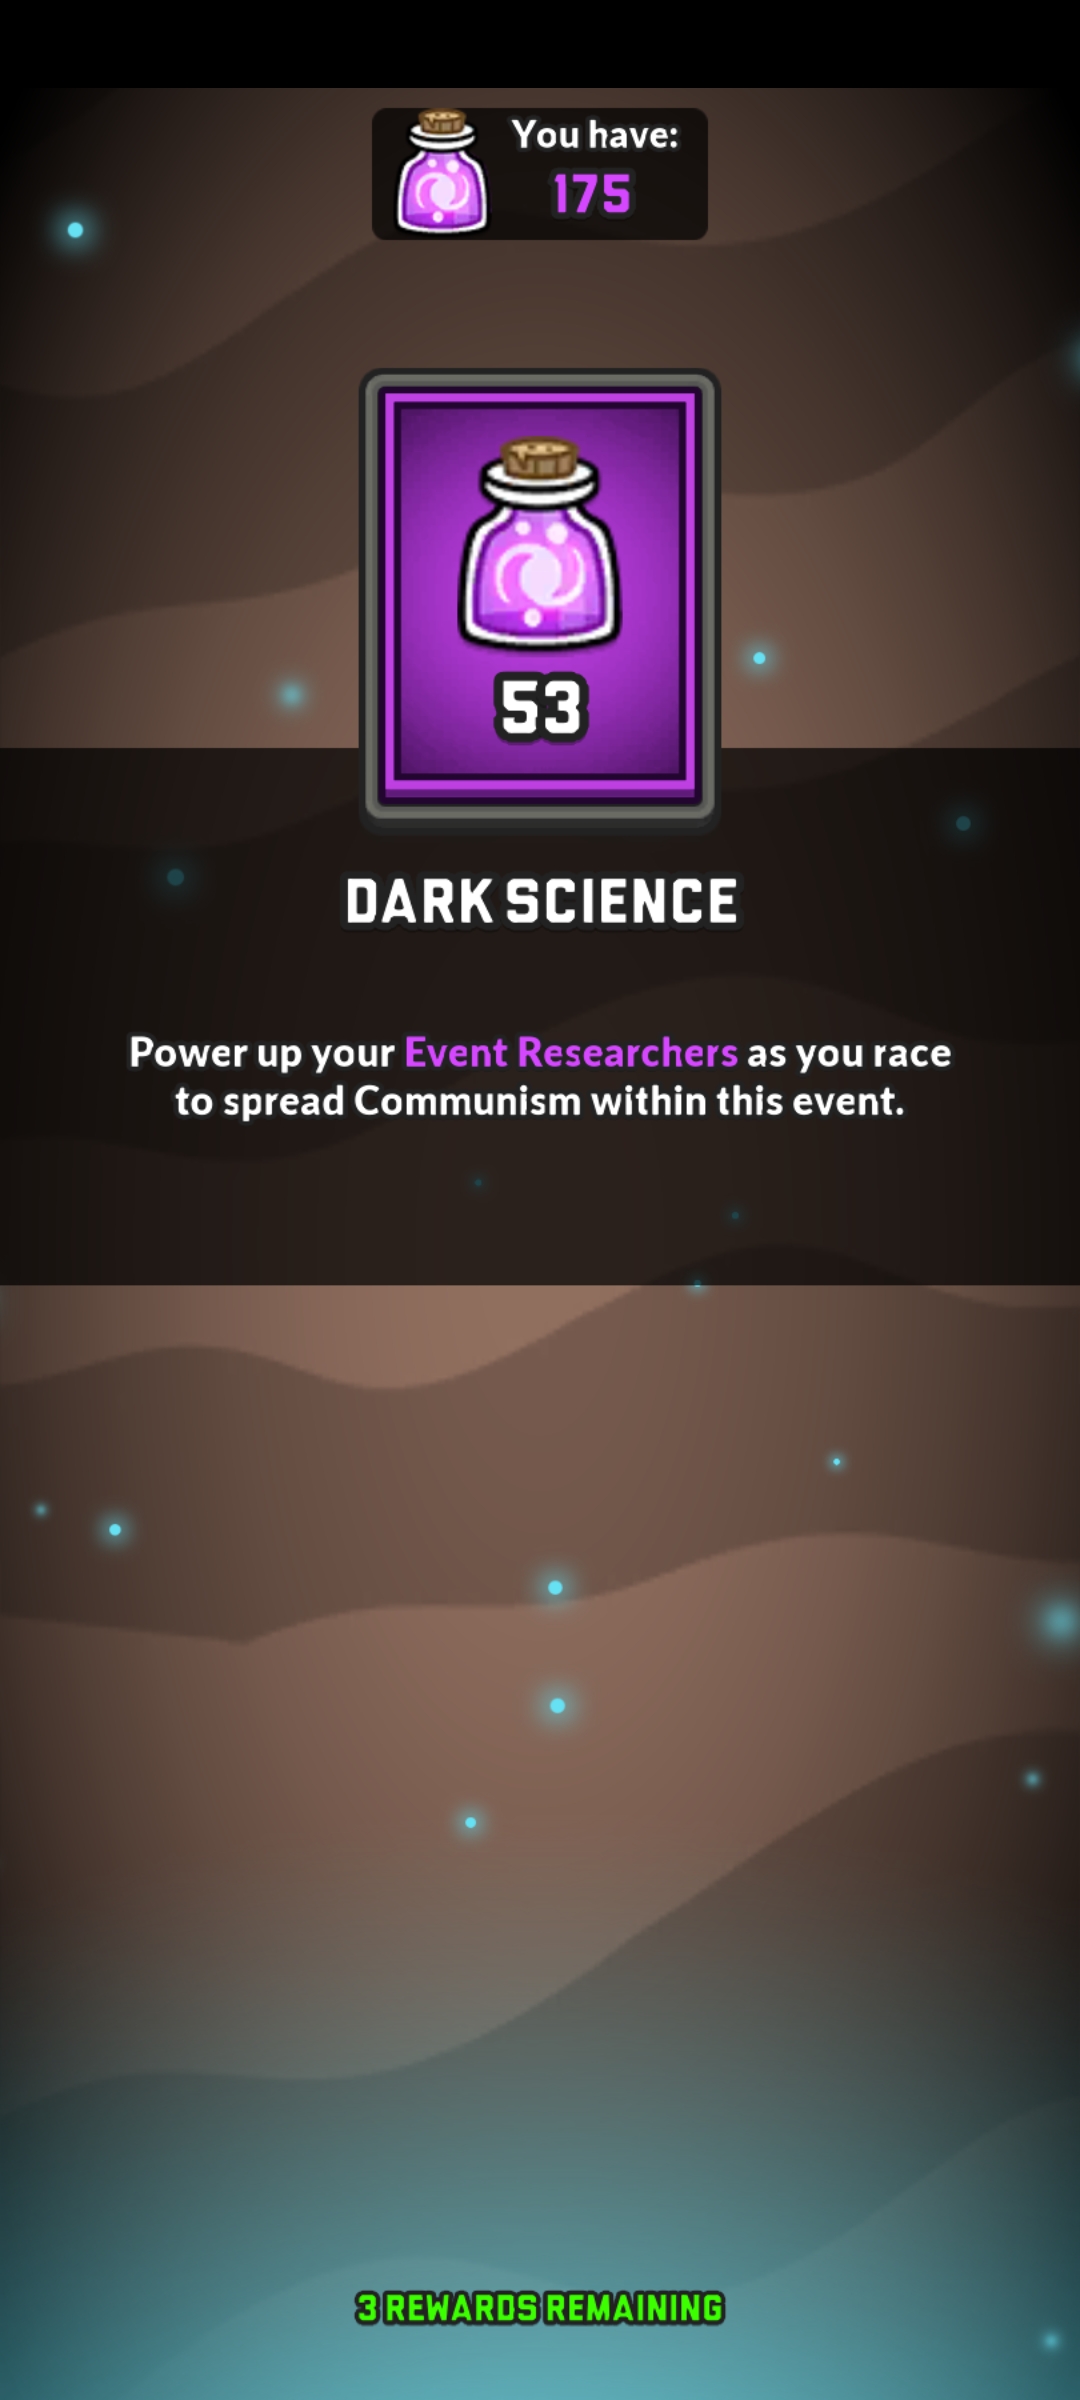 You have:
175
53
DARK SCIENCE
Power up your Event Researchers as you race
to spread Communism within this event.
3 REWARDS REMAINING